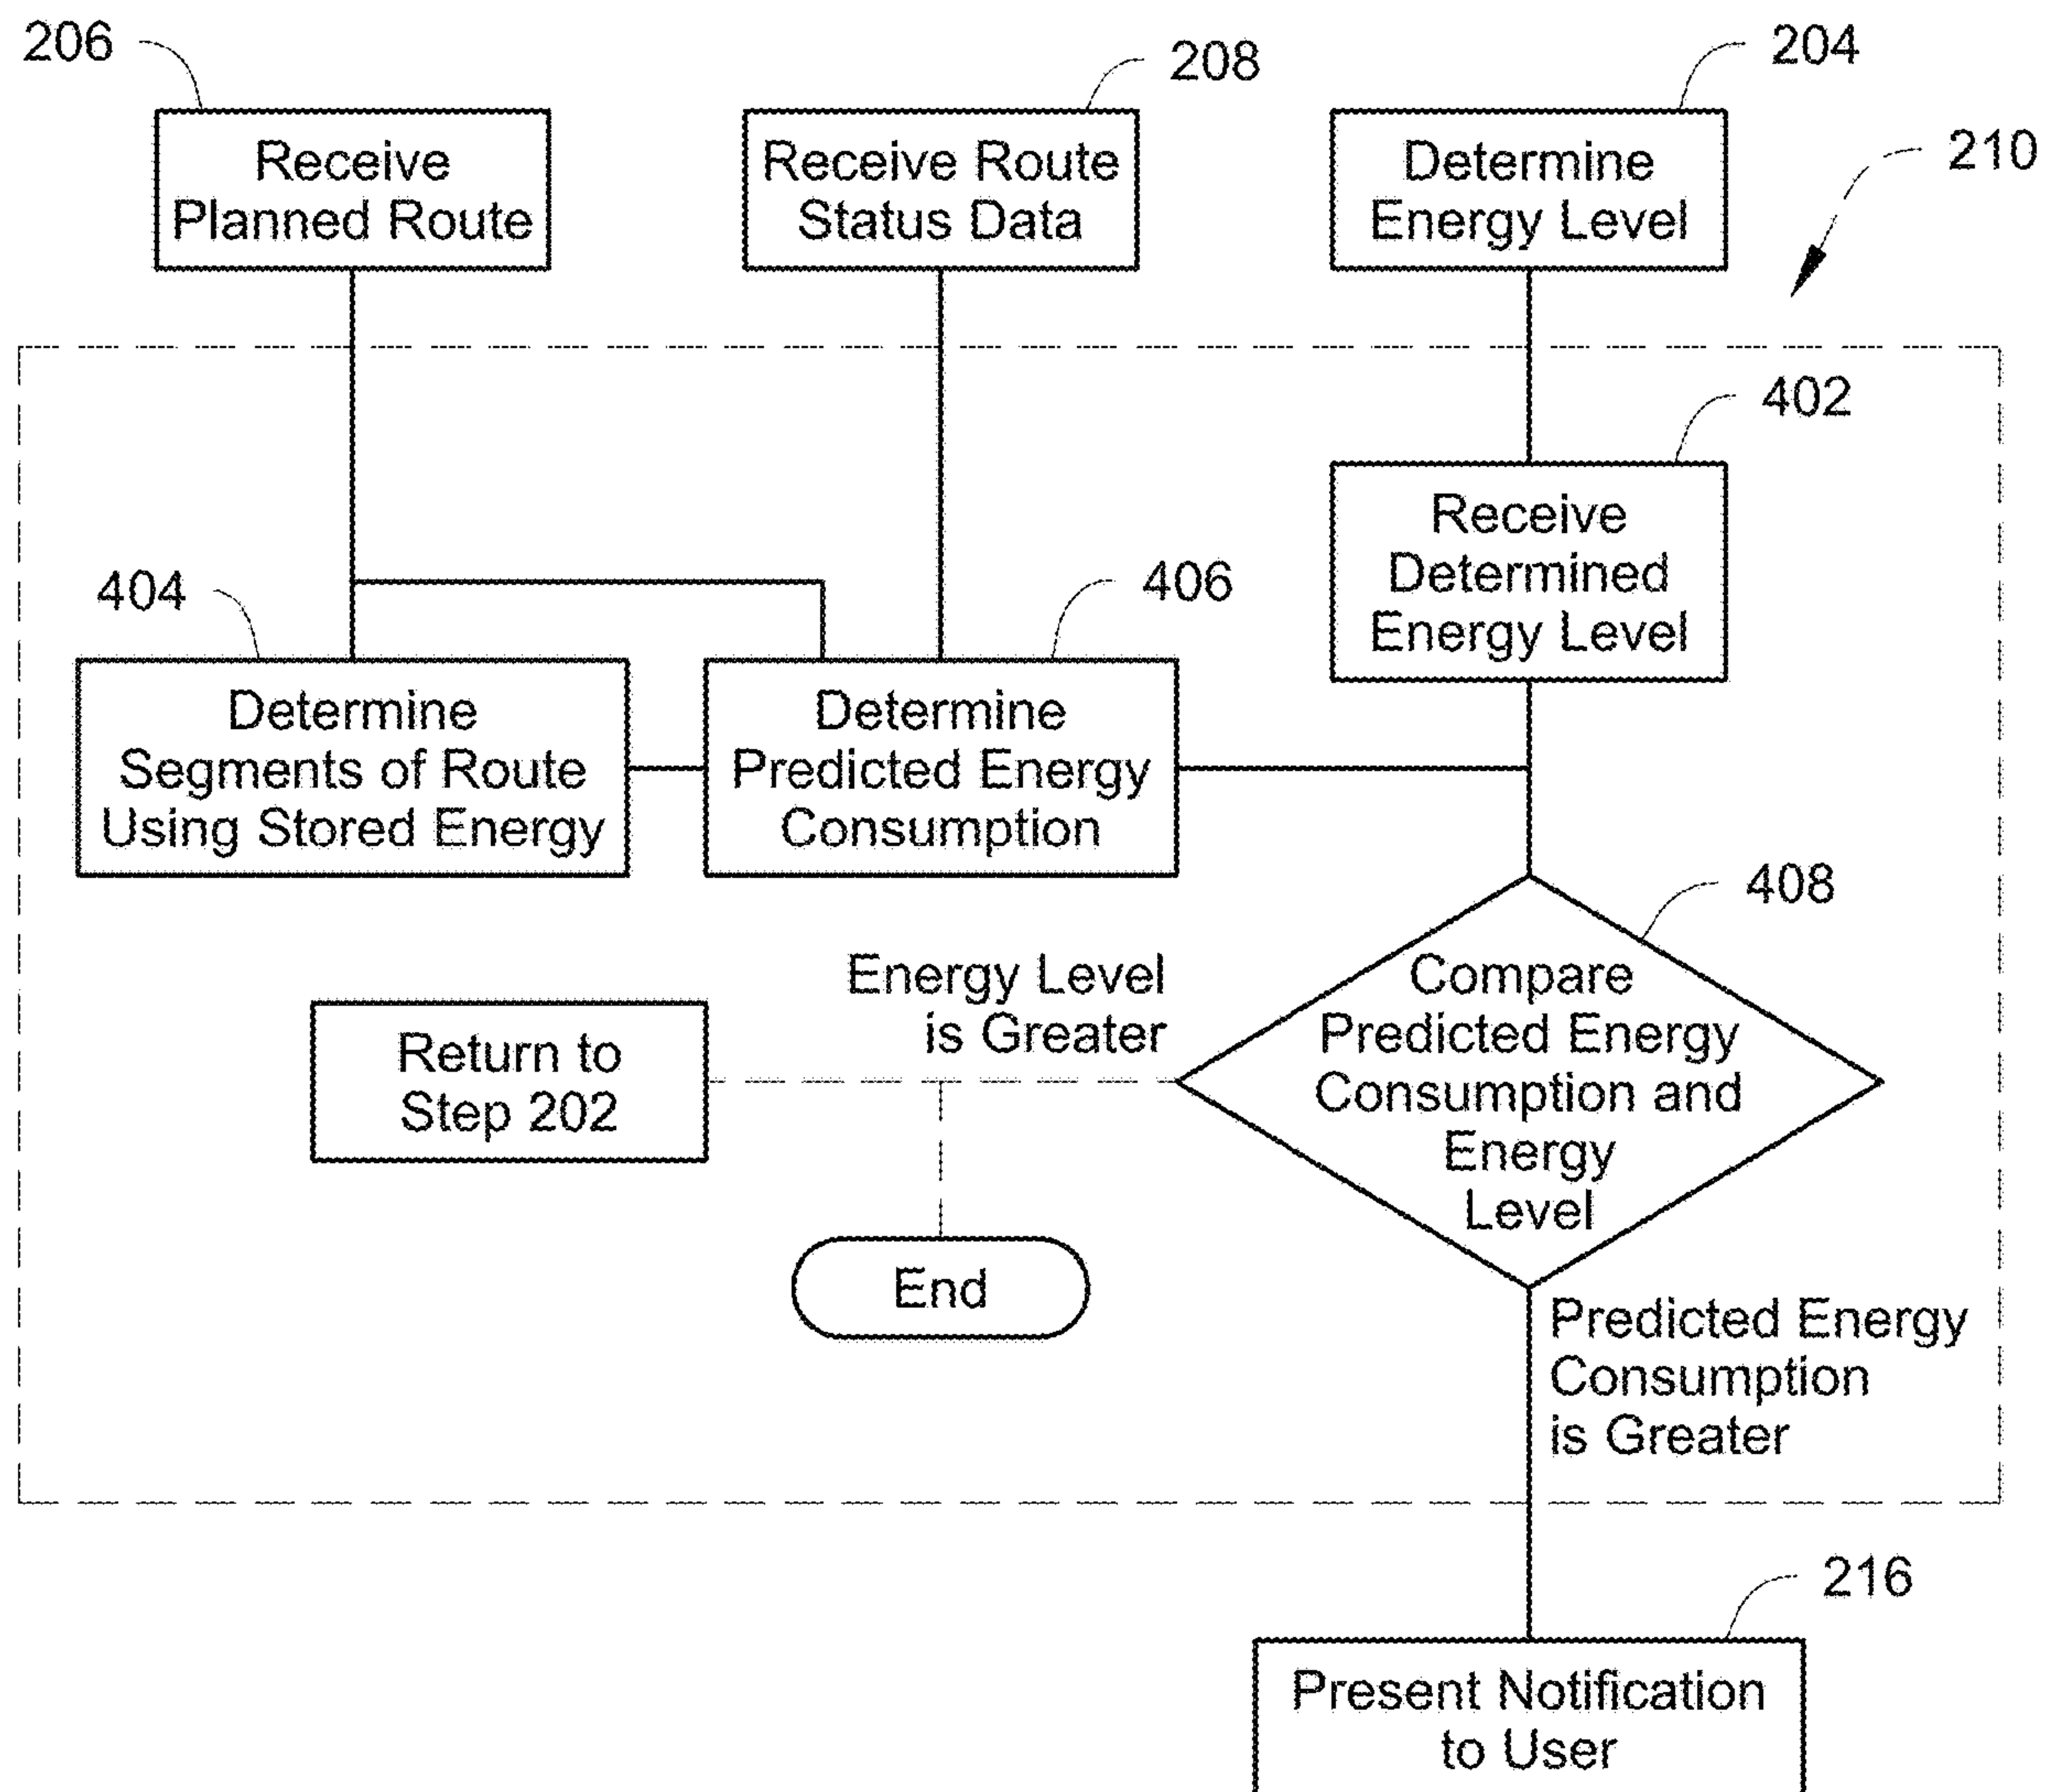 206
208
204
210
Receive
Planned Route
Receive Route
Status Data
Determine
Energy Level
402
Receive
Determined
Energy Level
404
406
Determine
Segments of Route
Using Stored Energy
Determine
Predicted Energy
Consumption
408
Compare
Predicted Energy
Consumption and
Energy
Level
Energy Level
is Greater
Return to
Step 202
End
Predicted Energy
Consumption
is Greater
216
Present Notification
to User